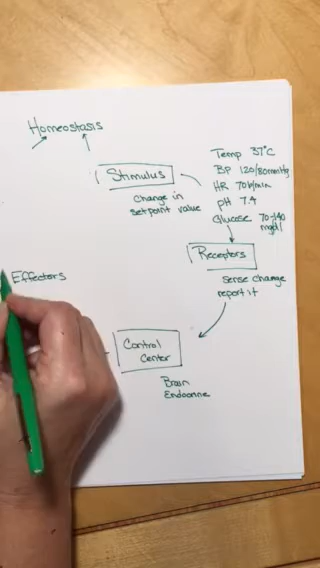 Homeostasis
Stimulus
Change in
setpoint value
Temp 37°C
BP 120/80mmHg
HR 70b/min
pH 7.4
Glucose 70-140
mg/dl
Receptors
sense change
report it
Effectors
Control
Center
Brain
Endocrine